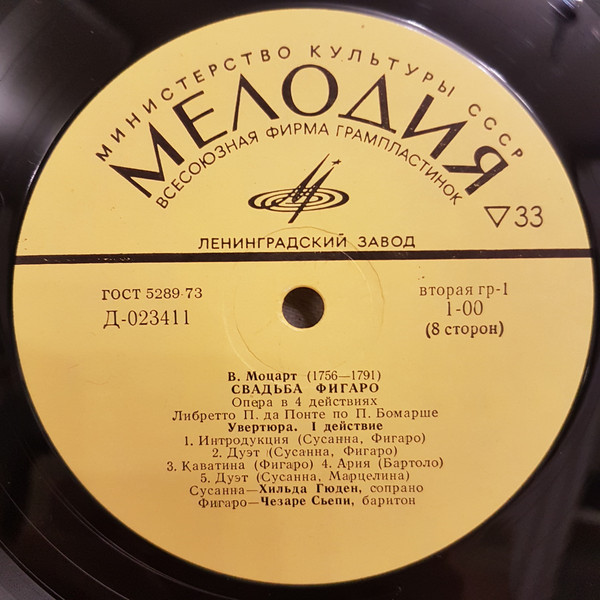 МИНИСТЕРСТВО КУЛЬТУРЫ СССР
МЕЛОДИЯ
ВСЕСОЮЗНАЯ ФИРМА ГРАМПЛАСТИНОК
▽33
ЛЕНИНГРАДСКИЙ ЗАВОД
ГОСТ 5289-73
Д-023411
вторая гр-1
1-00
(8 сторон)
В. Моцарт (1756—1791)
СВАДЬБА ФИГАРО
Опера в 4 действиях
Либретто П. да Понте по П. Бомарше
Увертюра. I действие
1. Интродукция (Сусанна, Фигаро)
2. Дуэт (Сусанна, Фигаро)
3. Каватина (Фигаро) 4. Ария (Бартоло)
5. Дуэт (Сусанна, Марцелина)
Сусанна—Хильда Гюден, сопрано
Фигаро—Чезаре Сьепи, баритон